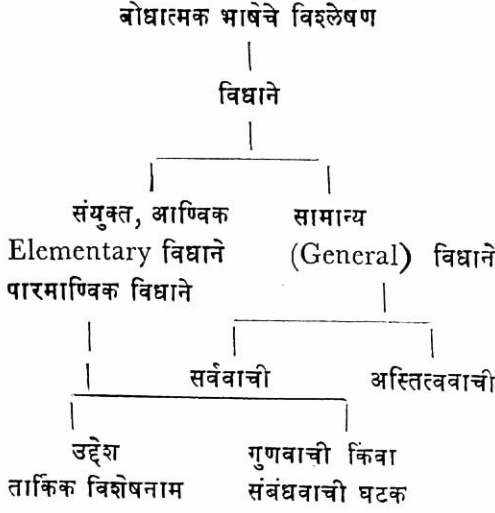 बोधात्मक भाषेचे विश्लेषण
विधाने
संयुक्त, आण्विक
Elementary विधाने
पारमाण्विक विधाने
सामान्य
(General) विधाने
सर्ववाची
अस्तित्ववाची
उद्देश
तार्किक विशेषनाम
गुणवाची किंवा
संबंधवाची घटक